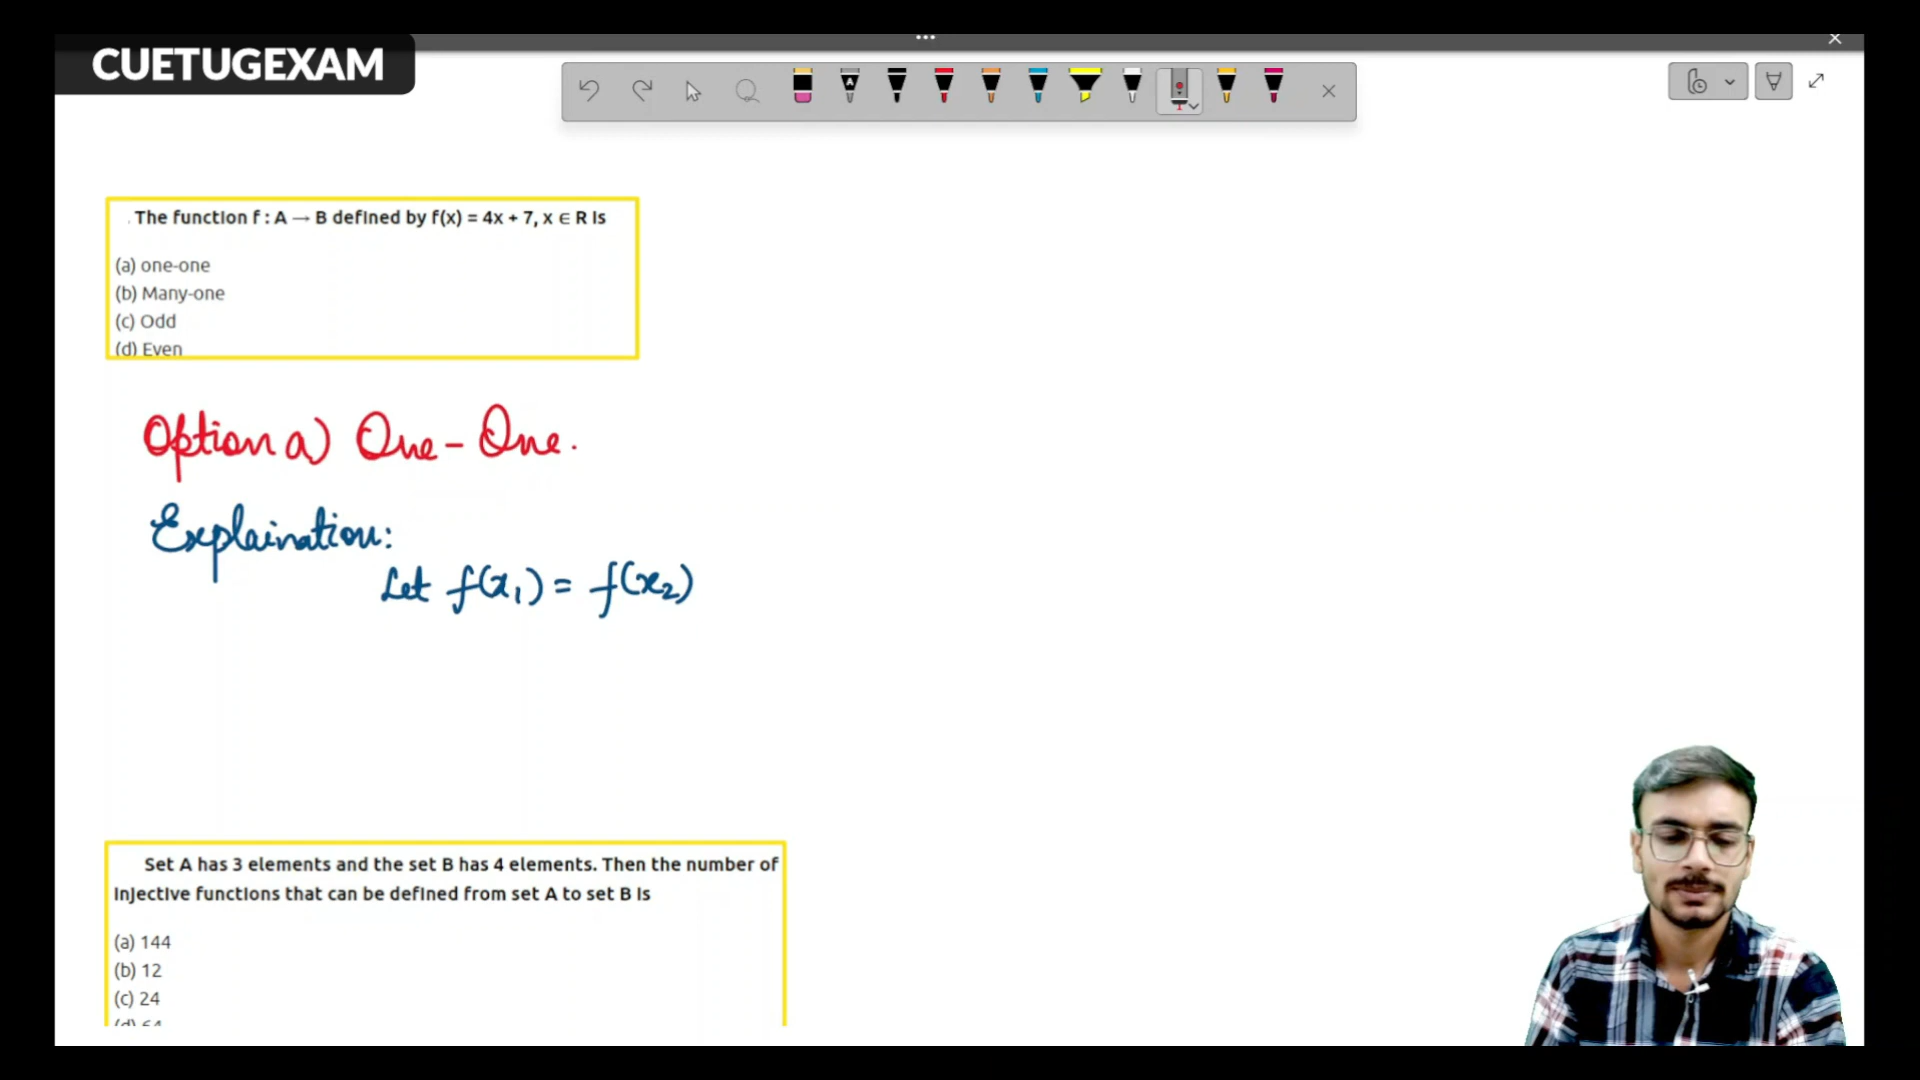 CUETUGEXAM
The function f : A → B defined by f(x) = 4x + 7, x ∈ R is
(a) one-one
(b) Many-one
(c) Odd
(d) Even
Option a) One - One.
Explaination:
Let f(x₁) = f(x₂)
Set A has 3 elements and the set B has 4 elements. Then the number of
injective functions that can be defined from set A to set B is
(a) 144
(b) 12
(c) 24
(d) 64